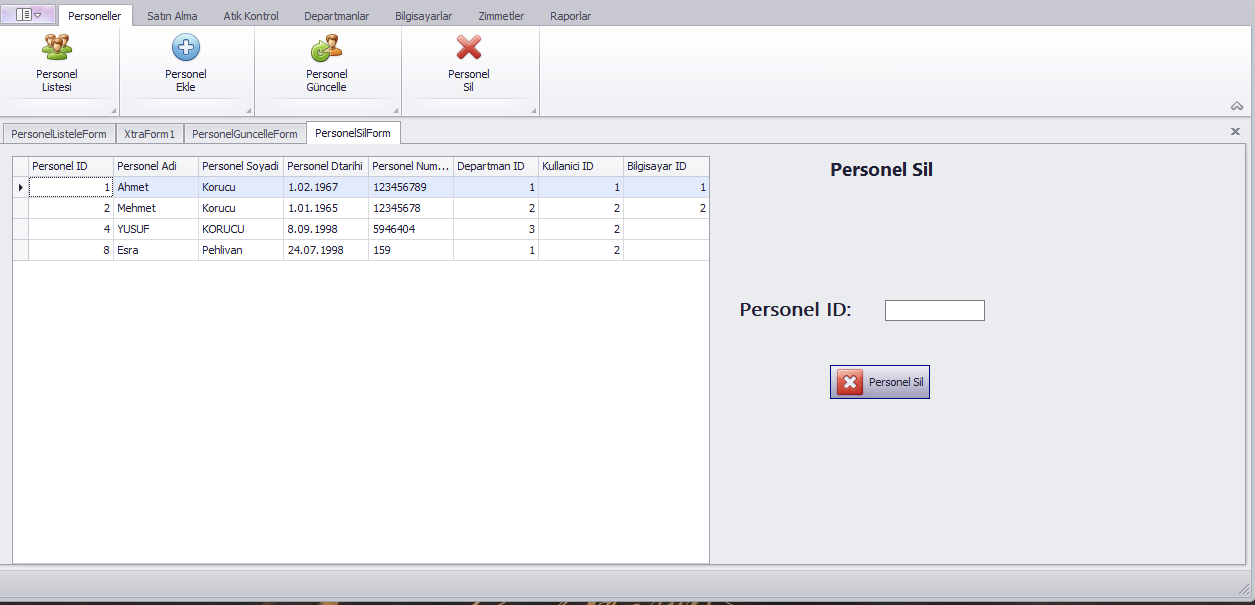 Personeller Satın Alma Atık Kontrol Departmanlar Bilgisayarlar Zimmetler Raporlar
Personel Listesi
Personel Ekle
Personel Güncelle
Personel Sil
PersonelListeleForm XtraForm1 PersonelGuncelleForm PersonelSilForm
Personel ID Personel Adi Personel Soyadi Personel Dtarihi Personel Num... Departman ID Kullanici ID Bilgisayar ID
1 Ahmet Korucu 1.02.1967 123456789 1 1 1
2 Mehmet Korucu 1.01.1965 12345678 2 2 2
4 YUSUF KORUCU 8.09.1998 5946404 3 2
8 Esra Pehlivan 24.07.1998 159 1 2
Personel Sil
Personel ID:
Personel Sil